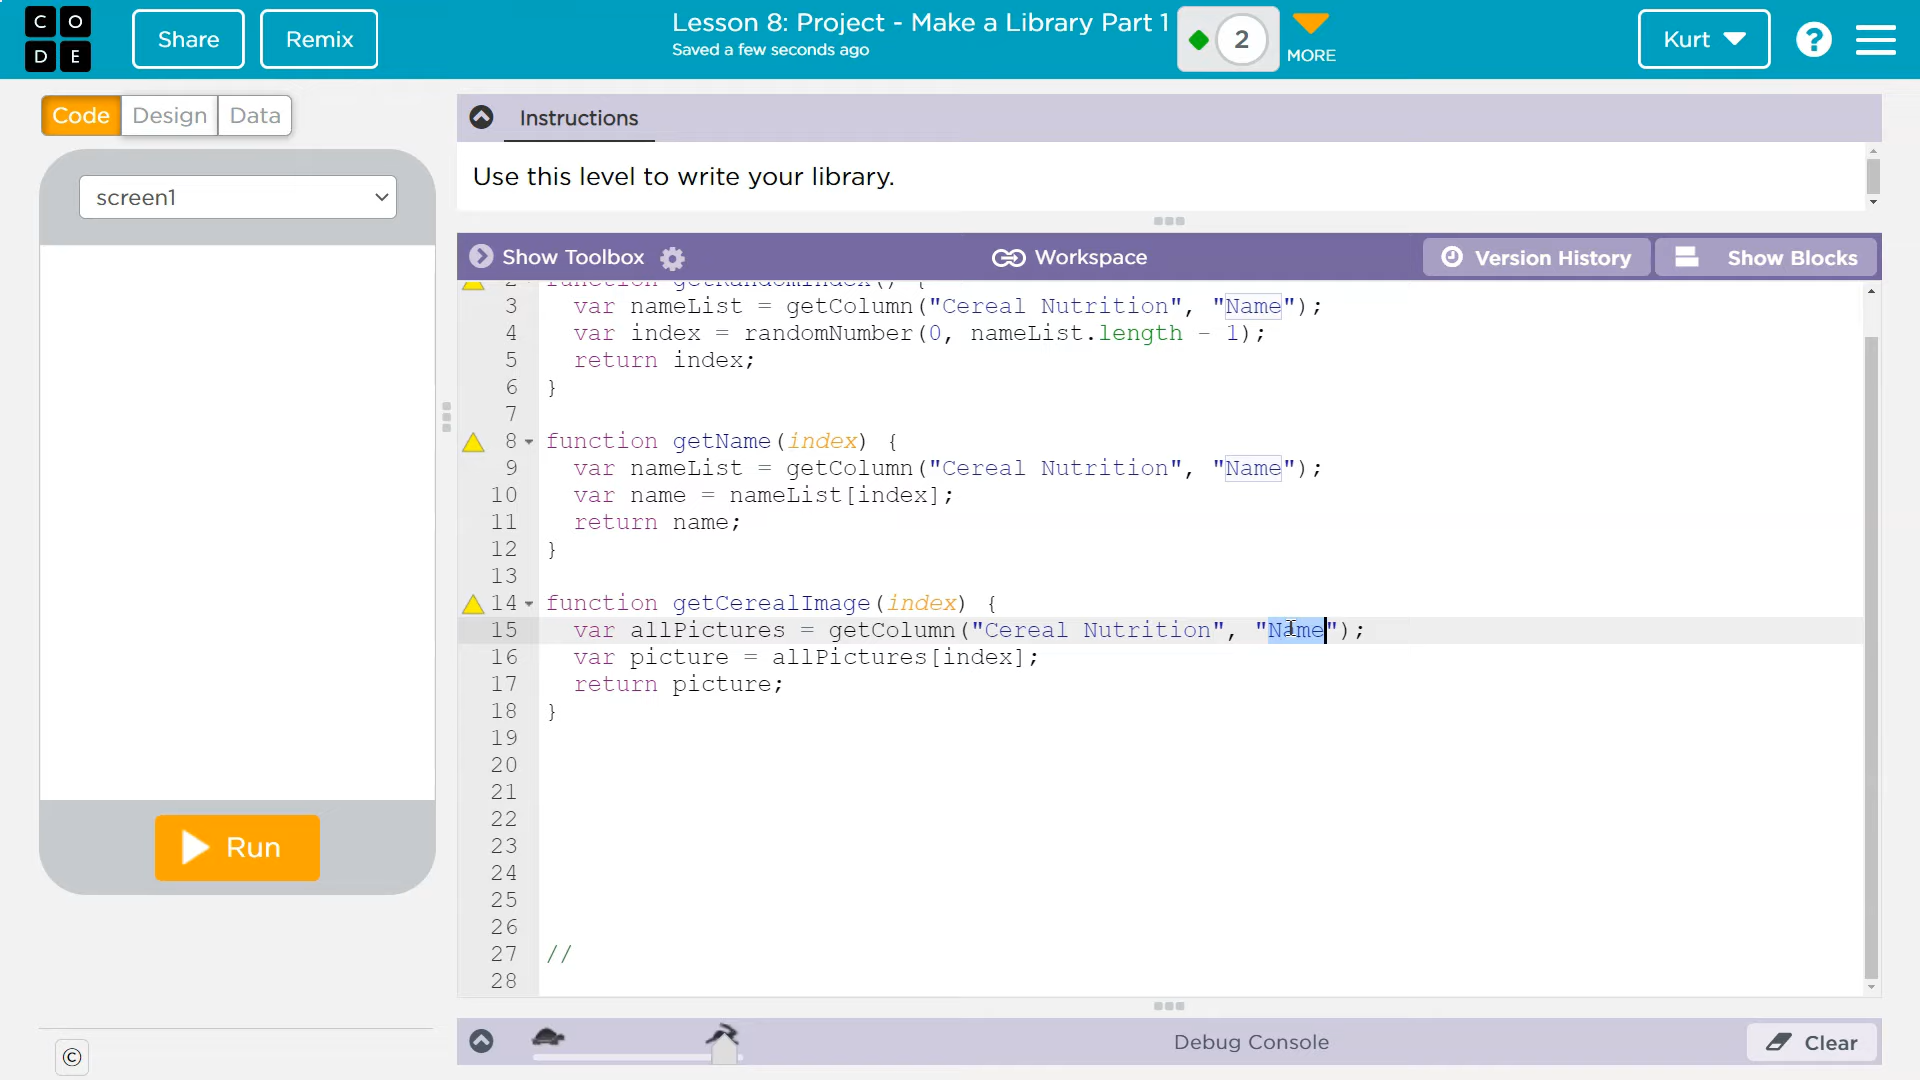 CODE
Share
Remix
Lesson 8: Project - Make a Library Part 1
Saved a few seconds ago
2
MORE
Kurt
?
Code
Design
Data
screen1
Run
©
Instructions
Use this level to write your library.
Show Toolbox
Workspace
Version History
Show Blocks
2 function getRandomIndex() {
3 var nameList = getColumn("Cereal Nutrition", "Name");
4 var index = randomNumber(0, nameList.length - 1);
5 return index;
6 }
7
8 function getName(index) {
9 var nameList = getColumn("Cereal Nutrition", "Name");
10 var name = nameList[index];
11 return name;
12 }
13
14 function getCerealImage(index) {
15 var allPictures = getColumn("Cereal Nutrition", "Name");
16 var picture = allPictures[index];
17 return picture;
18 }
19
20
21
22
23
24
25
26
27 //
28
Debug Console
Clear